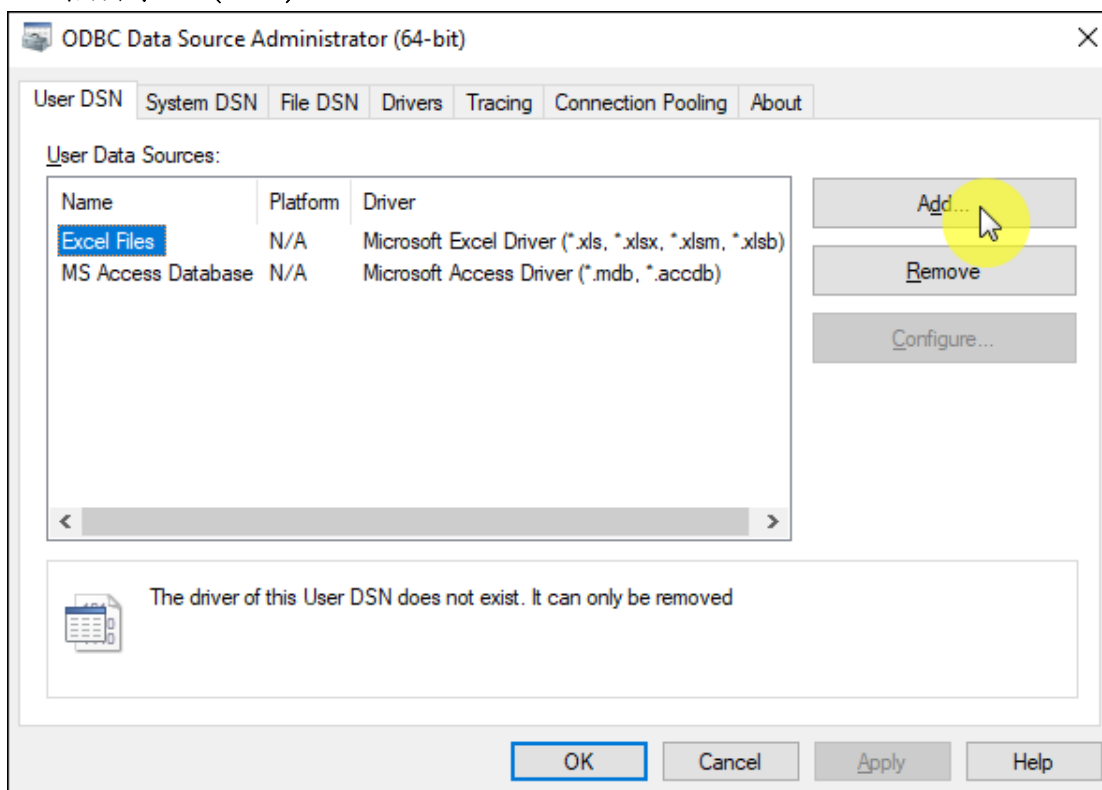 ODBC Data Source Administrator (64-bit)
User DSN System DSN File DSN Drivers Tracing Connection Pooling About
User Data Sources:
Name Platform Driver
Excel Files N/A Microsoft Excel Driver (*.xls, *.xlsx, *.xlsm, *.xlsb)
MS Access Database N/A Microsoft Access Driver (*.mdb, *.accdb)
Add...
Remove
Configure...
The driver of this User DSN does not exist. It can only be removed
OK Cancel Apply Help